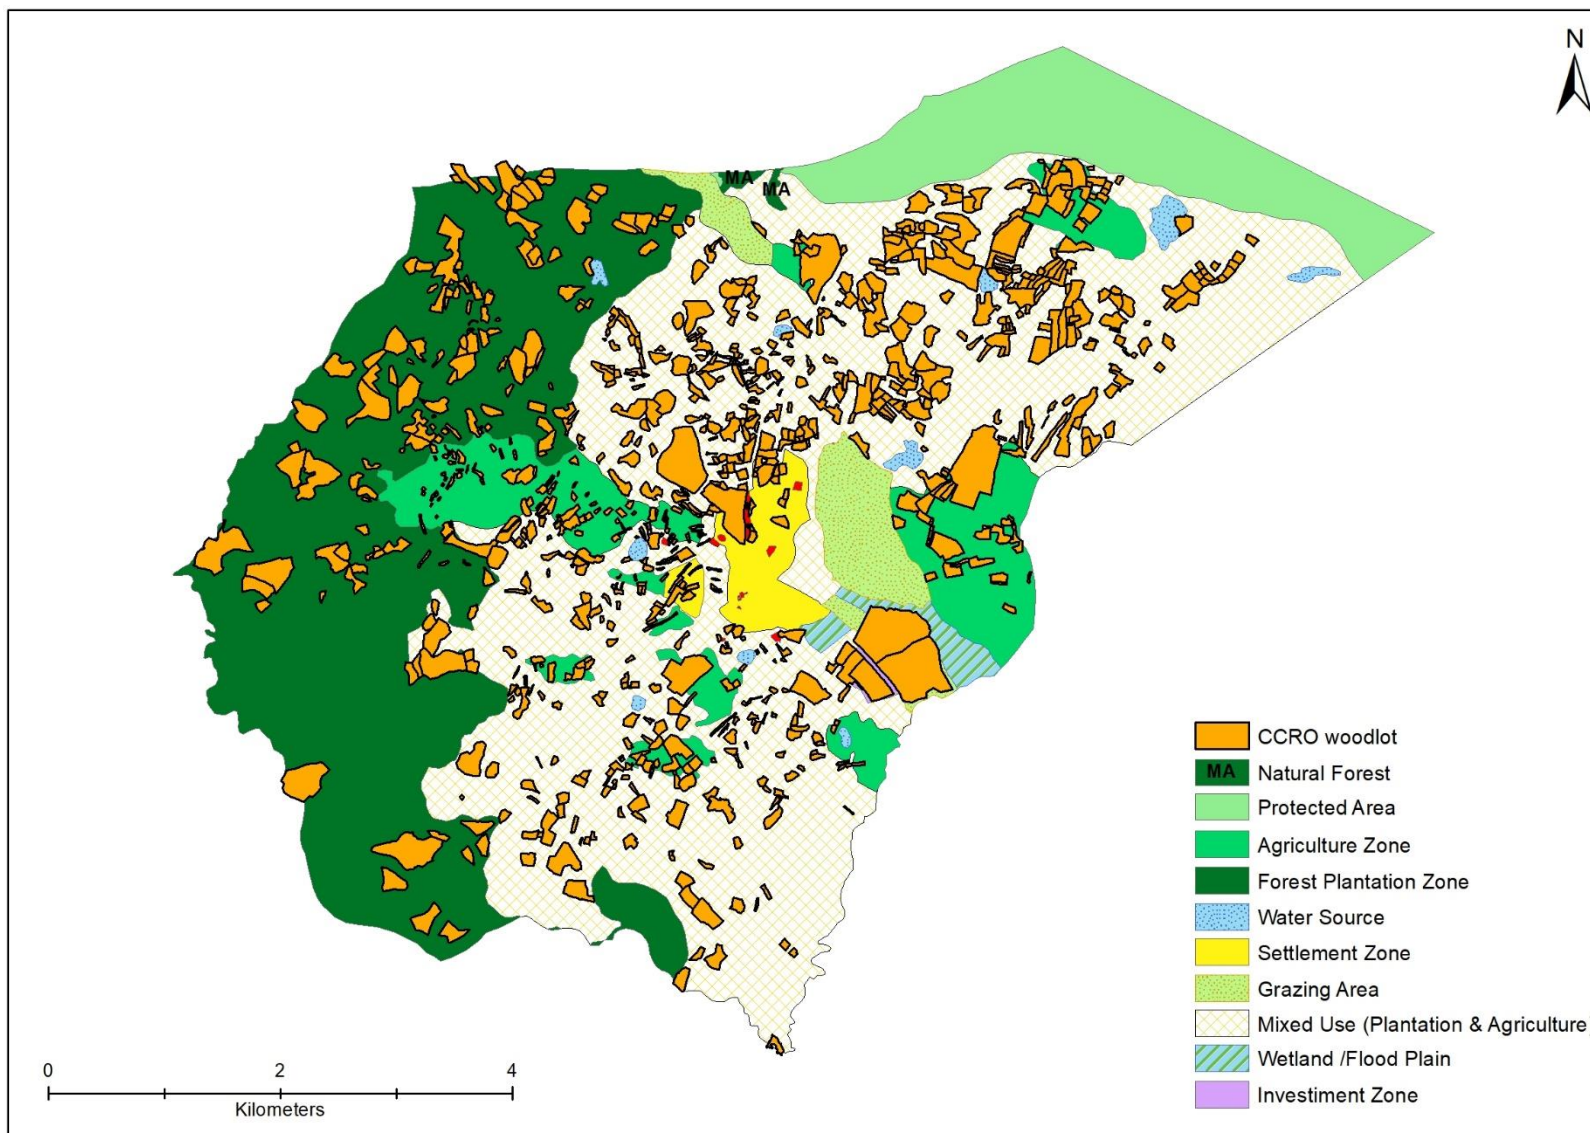 N
MA
MA
CCRO woodlot
MA Natural Forest
Protected Area
Agriculture Zone
Forest Plantation Zone
Water Source
Settlement Zone
Grazing Area
Mixed Use (Plantation & Agriculture)
Wetland /Flood Plain
Investiment Zone
0 2 4
Kilometers